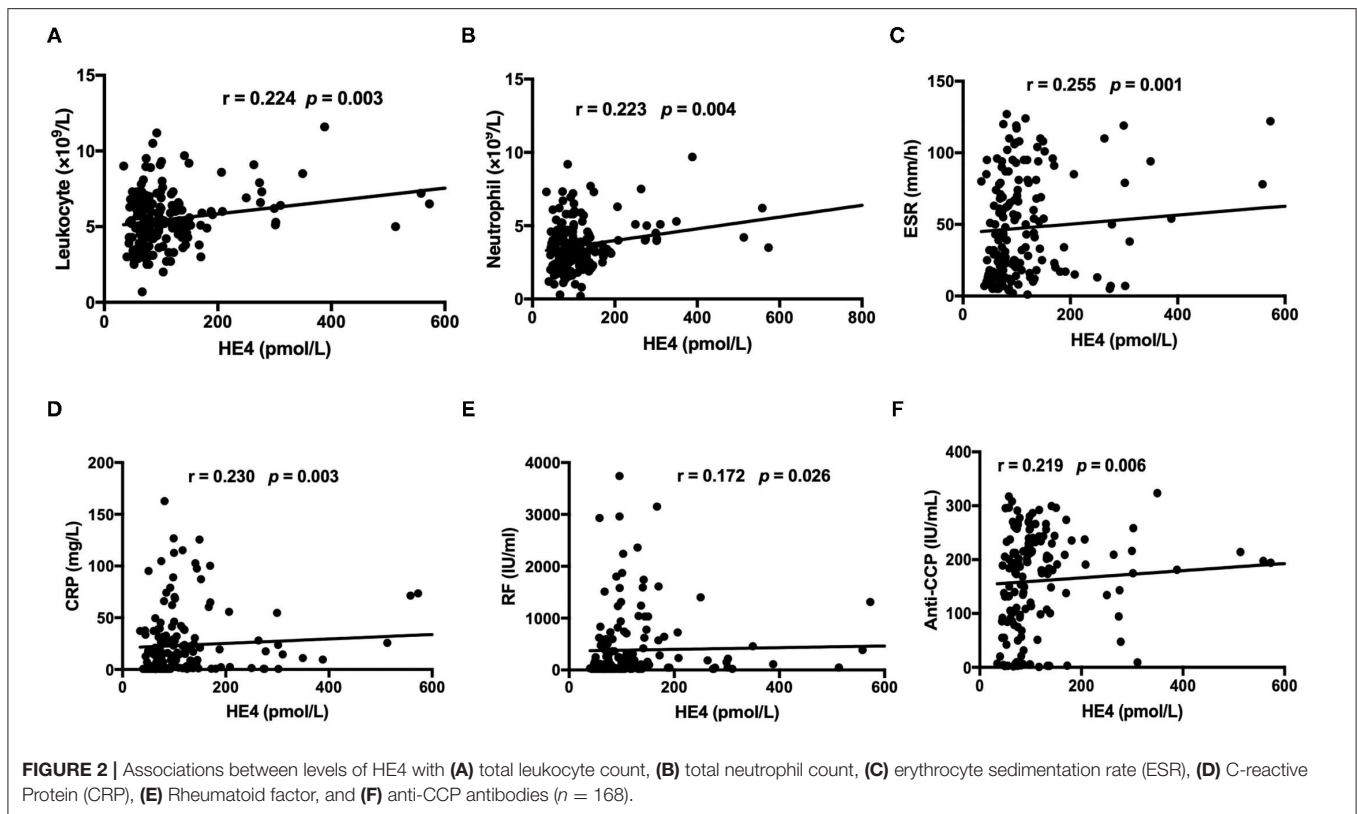 A
B
C
r = 0.224 p = 0.003
Leukocyte (×10⁹/L)
15
10
5
0
0 200 400 600
HE4 (pmol/L)
r = 0.223 p = 0.004
Neutrophil (×10⁹/L)
15
10
5
0
0 200 400 600 800
HE4 (pmol/L)
r = 0.255 p = 0.001
ESR (mm/h)
150
100
50
0
0 200 400 600
HE4 (pmol/L)
D
E
F
r = 0.230 p = 0.003
CRP (mg/L)
200
150
100
50
0
0 200 400 600
HE4 (pmol/L)
r = 0.172 p = 0.026
RF (IU/ml)
4000
3000
2000
1000
0
0 200 400 600
HE4 (pmol/L)
r = 0.219 p = 0.006
Anti-CCP (IU/mL)
400
300
200
100
0
0 200 400 600
HE4 (pmol/L)
FIGURE 2 | Associations between levels of HE4 with (A) total leukocyte count, (B) total neutrophil count, (C) erythrocyte sedimentation rate (ESR), (D) C-reactive
Protein (CRP), (E) Rheumatoid factor, and (F) anti-CCP antibodies (n = 168).